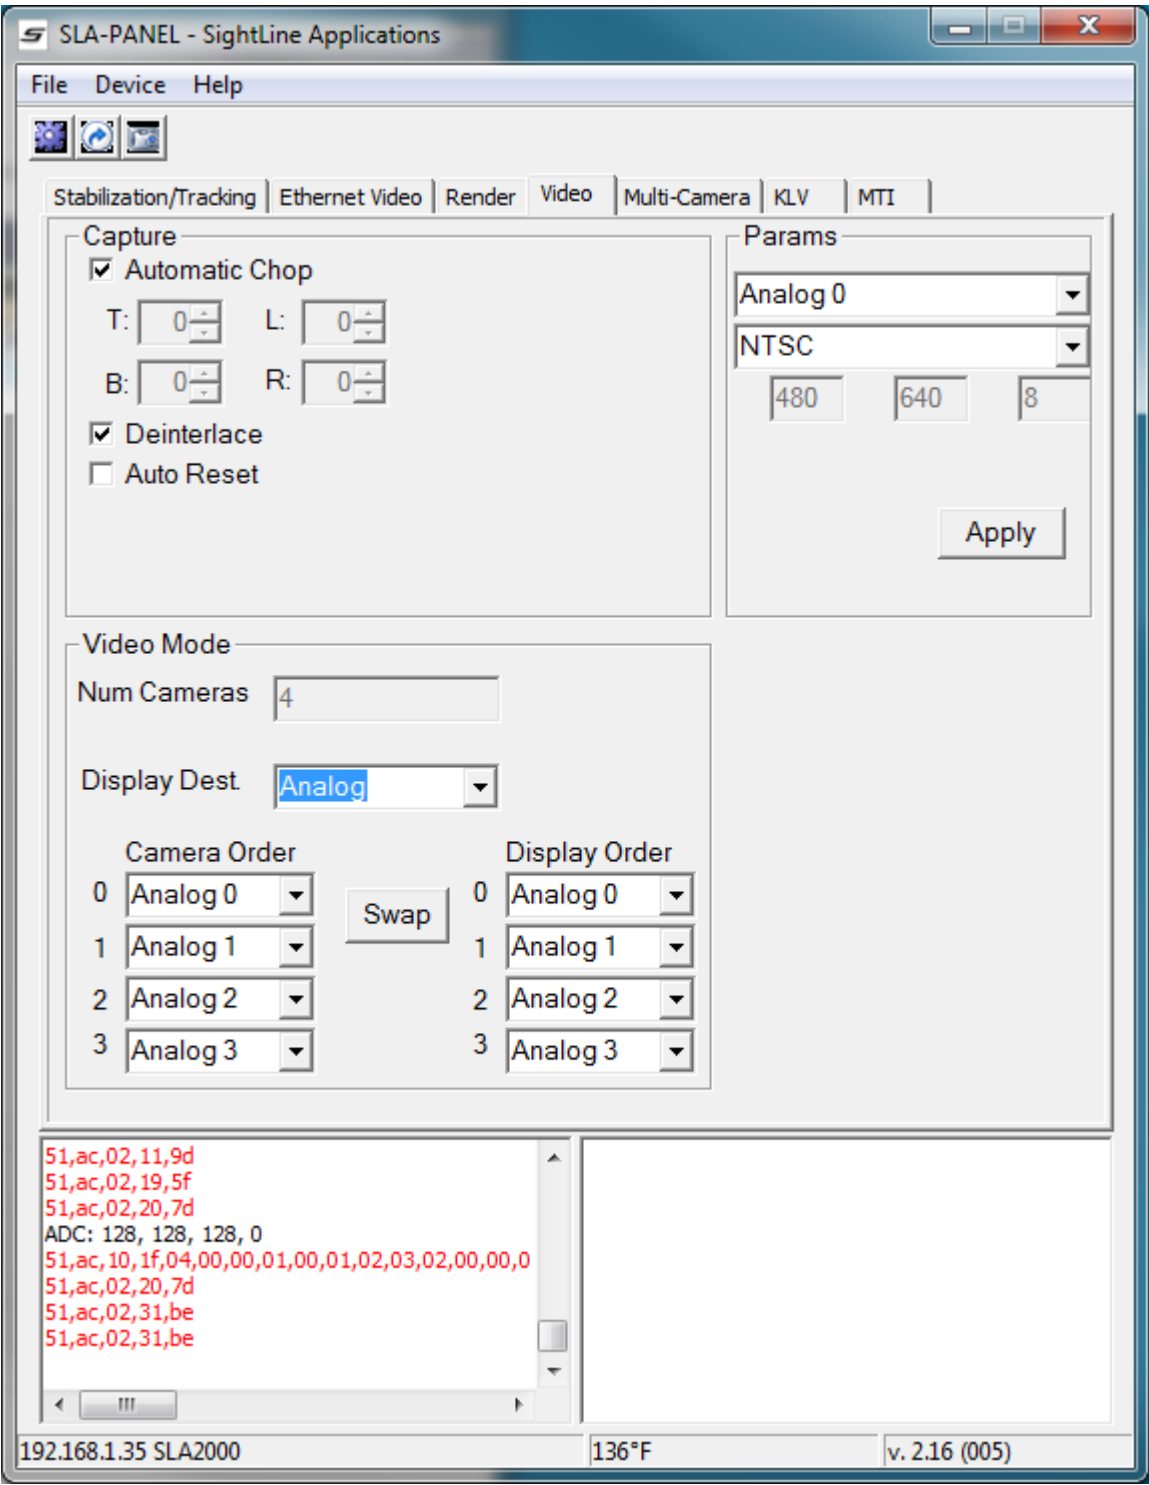 SLA-PANEL - SightLine Applications
File Device Help
Stabilization/Tracking Ethernet Video Render Video Multi-Camera KLV MTI
Capture
Automatic Chop
T: 0 L: 0
B: 0 R: 0
Deinterlace
Auto Reset
Params
Analog 0
NTSC
480 640 8
Apply
Video Mode
Num Cameras 4
Display Dest. Analog
Camera Order Display Order
0 Analog 0 Swap 0 Analog 0
1 Analog 1 1 Analog 1
2 Analog 2 2 Analog 2
3 Analog 3 3 Analog 3
51,ac,02,11,9d
51,ac,02,19,5f
51,ac,02,20,7d
ADC: 128, 128, 128, 0
51,ac,10,1f,04,00,00,01,00,01,02,03,02,00,00,0
51,ac,02,20,7d
51,ac,02,31,be
51,ac,02,31,be
192.168.1.35 SLA2000 136°F v. 2.16 (005)